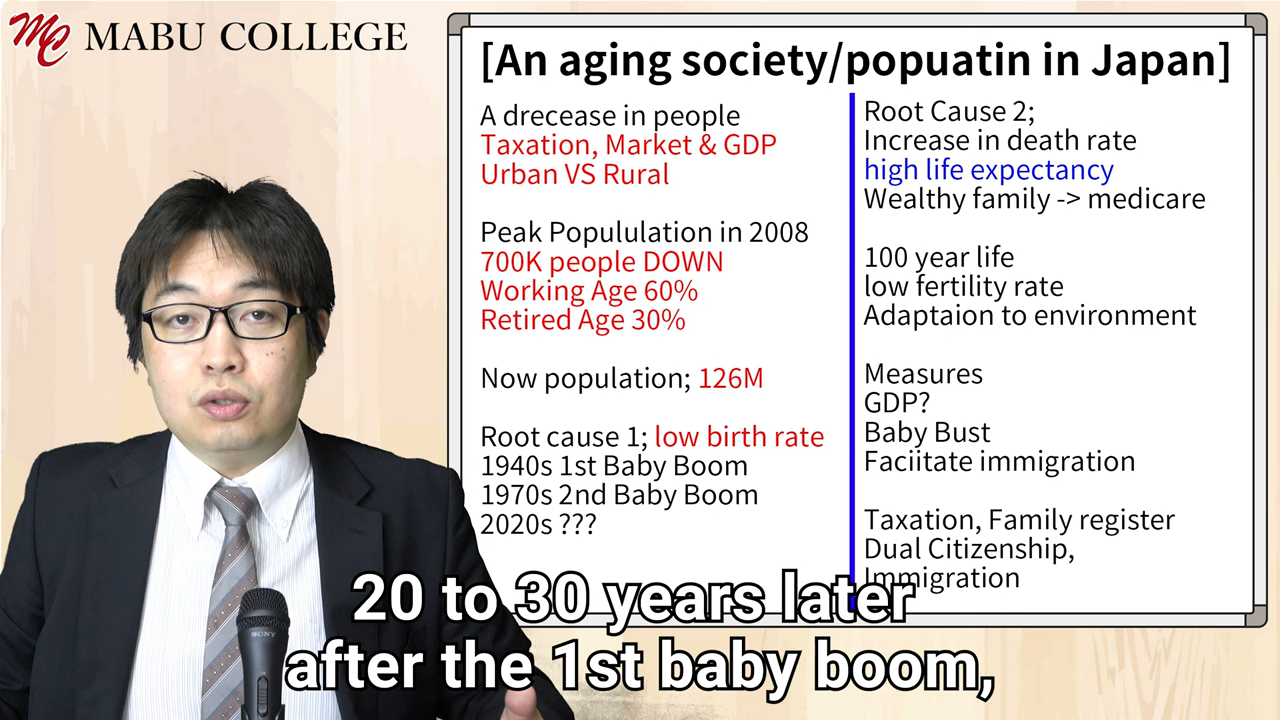 MC MABU COLLEGE
[An aging society/popuatin in Japan]
A drecease in people
Taxation, Market & GDP
Urban VS Rural
Peak Popululation in 2008
700K people DOWN
Working Age 60%
Retired Age 30%
Now population; 126M
Root cause 1; low birth rate
1940s 1st Baby Boom
1970s 2nd Baby Boom
2020s ???
Root Cause 2;
Increase in death rate
high life expectancy
Wealthy family -> medicare
100 year life
low fertility rate
Adaptaion to environment
Measures
GDP?
Baby Bust
Faciitate immigration
Taxation, Family register
Dual Citizenship,
Immigration
20 to 30 years later
after the 1st baby boom,
SONY